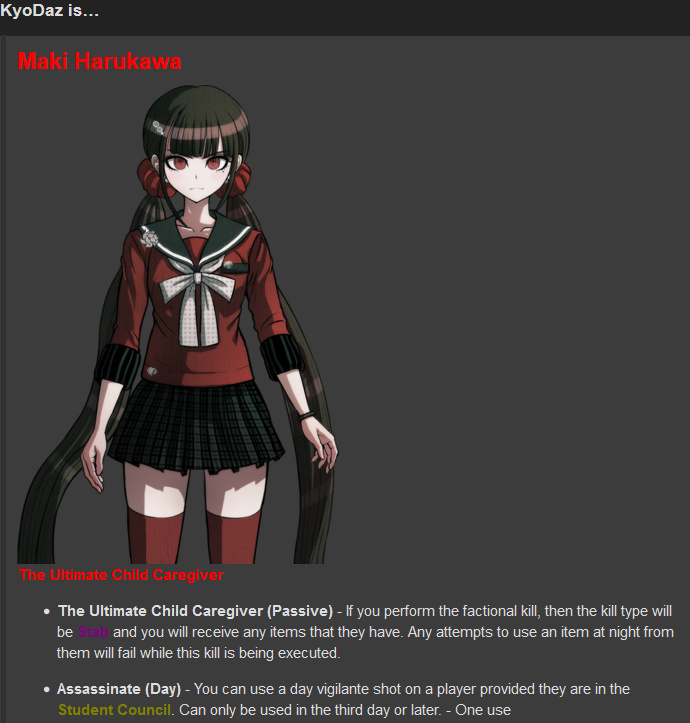 KyoDaz is...
Maki Harukawa
The Ultimate Child Caregiver
• The Ultimate Child Caregiver (Passive) - If you perform the factional kill, then the kill type will
be Stab and you will receive any items that they have. Any attempts to use an item at night from
them will fail while this kill is being executed.
• Assassinate (Day) - You can use a day vigilante shot on a player provided they are in the
Student Council. Can only be used in the third day or later. - One use